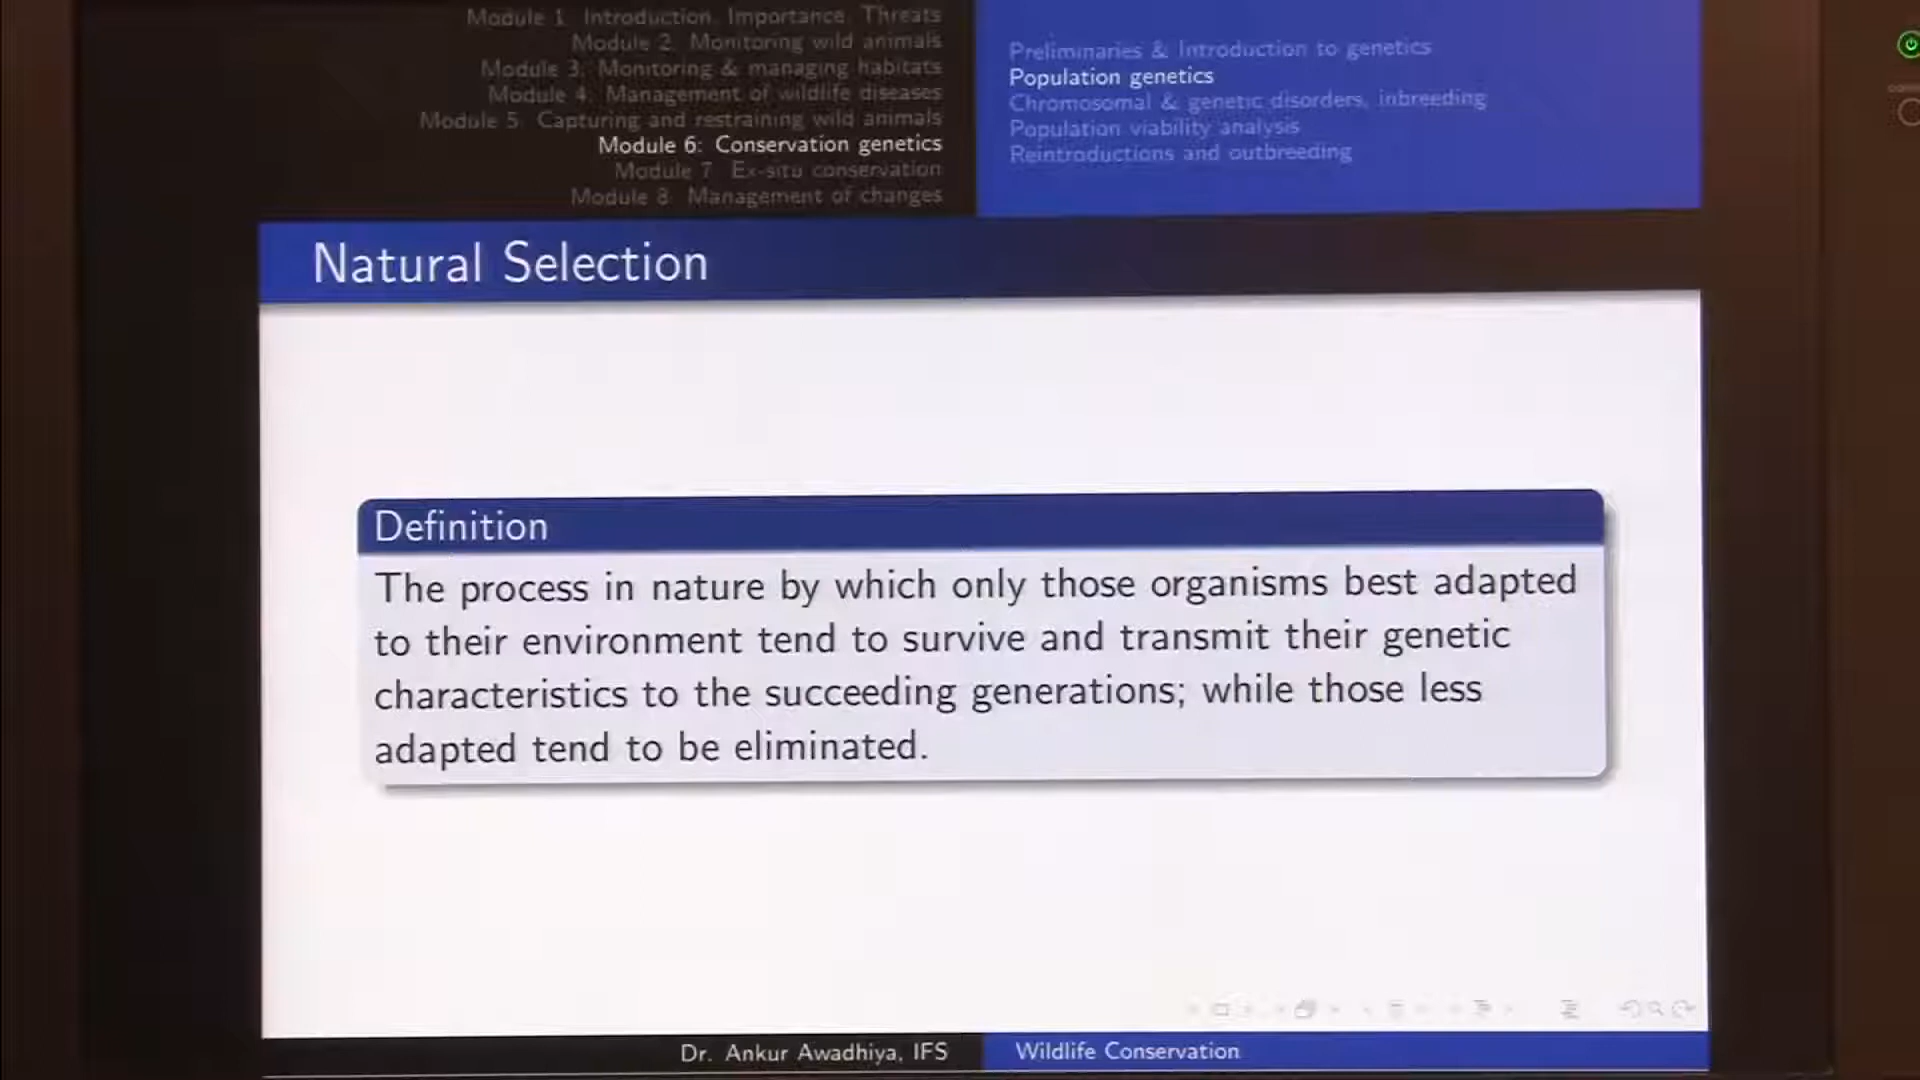 Module 1: Introduction, Importance, Threats
Module 2: Monitoring wild animals
Module 3: Monitoring & managing habitats
Module 4: Management of wildlife diseases
Module 5: Capturing and restraining wild animals
Module 6: Conservation genetics
Module 7: Ex-situ conservation
Module 8: Management of changes
Preliminaries & Introduction to genetics
Population genetics
Chromosomal & genetic disorders, inbreeding
Population viability analysis
Reintroductions and outbreeding
Natural Selection
Definition
The process in nature by which only those organisms best adapted
to their environment tend to survive and transmit their genetic
characteristics to the succeeding generations; while those less
adapted tend to be eliminated.
Dr. Ankur Awadhiya, IFS
Wildlife Conservation